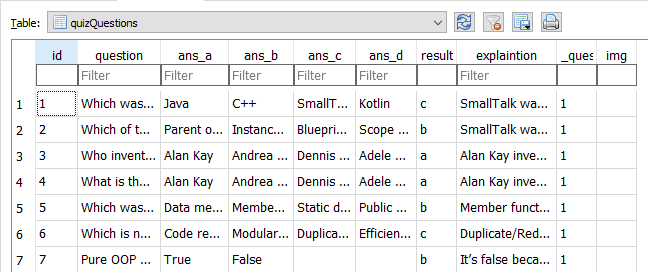 Table: quizQuestions
id question ans_a ans_b ans_c ans_d result explaintion _ques img
Filter Filter Filter Filter Filter Filter
1 1 Which was... Java C++ SmallT... Kotlin c SmallTalk wa... 1
2 2 Which of t... Parent o... Instanc... Bluepri... Scope ... b SmallTalk wa... 1
3 3 Who invent... Alan Kay Andrea ... Dennis ... Adele ... a Alan Kay inve... 1
4 4 What is th... Alan Kay Andrea ... Dennis ... Adele ... a Alan Kay inve... 1
5 5 Which was... Data me... Membe... Static d... Public ... b Member funct... 1
6 6 Which is n... Code re... Modular... Duplica... Efficien... c Duplicate/Red... 1
7 7 Pure OOP ... True False b It's false beca... 1